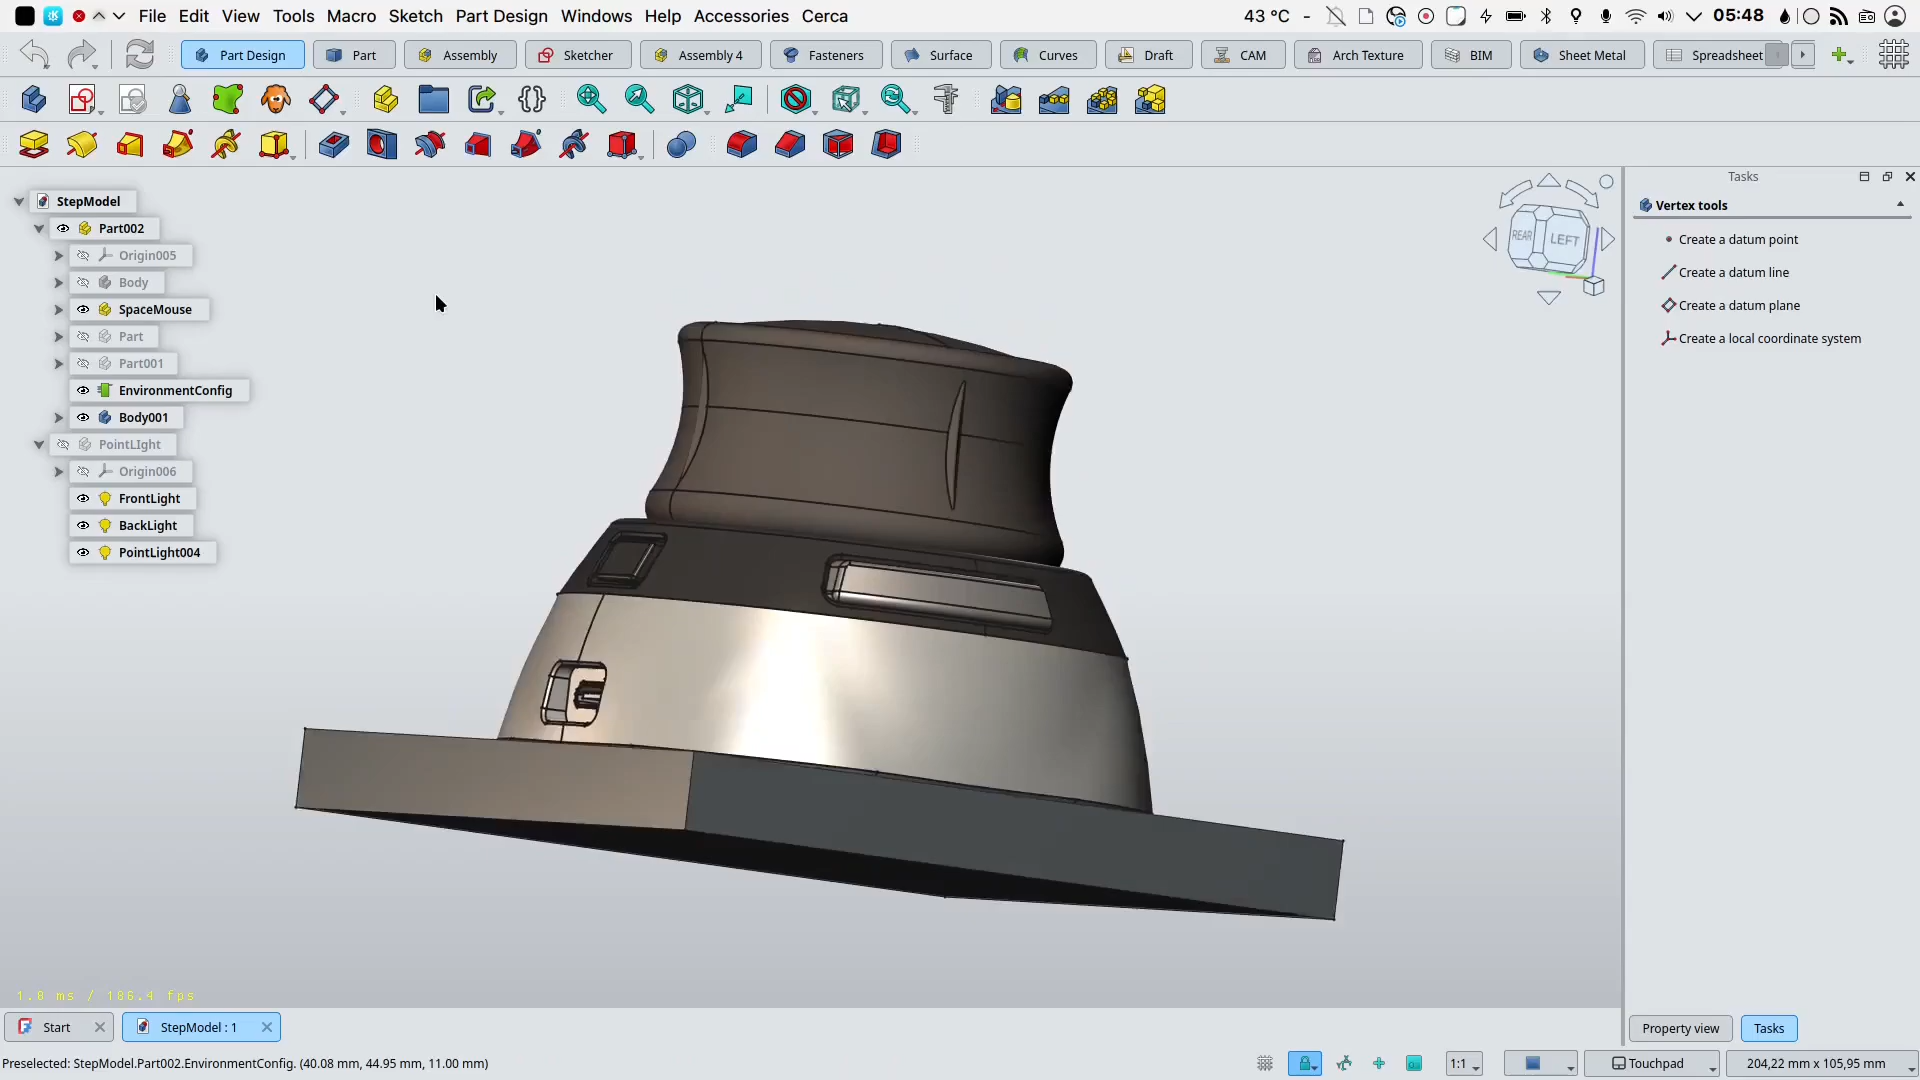 File Edit View Tools Macro Sketch Part Design Windows Help Accessories Cerca 43 °C - 05:48
Part Design Part Assembly Sketcher Assembly 4 Fasteners Surface Curves Draft CAM Arch Texture BIM Sheet Metal Spreadsheet
StepModel
Part002
Origin005
Body
SpaceMouse
Part
Part001
EnvironmentConfig
Body001
PointLIght
Origin006
FrontLight
BackLight
PointLight004
REAR LEFT
Tasks
Vertex tools
Create a datum point
Create a datum line
Create a datum plane
Create a local coordinate system
1.8 ms / 106.4 fps
Start StepModel : 1
Property view Tasks
Preselected: StepModel.Part002.EnvironmentConfig. (40.08 mm, 44.95 mm, 11.00 mm)
1:1 Touchpad 204,22 mm x 105,95 mm